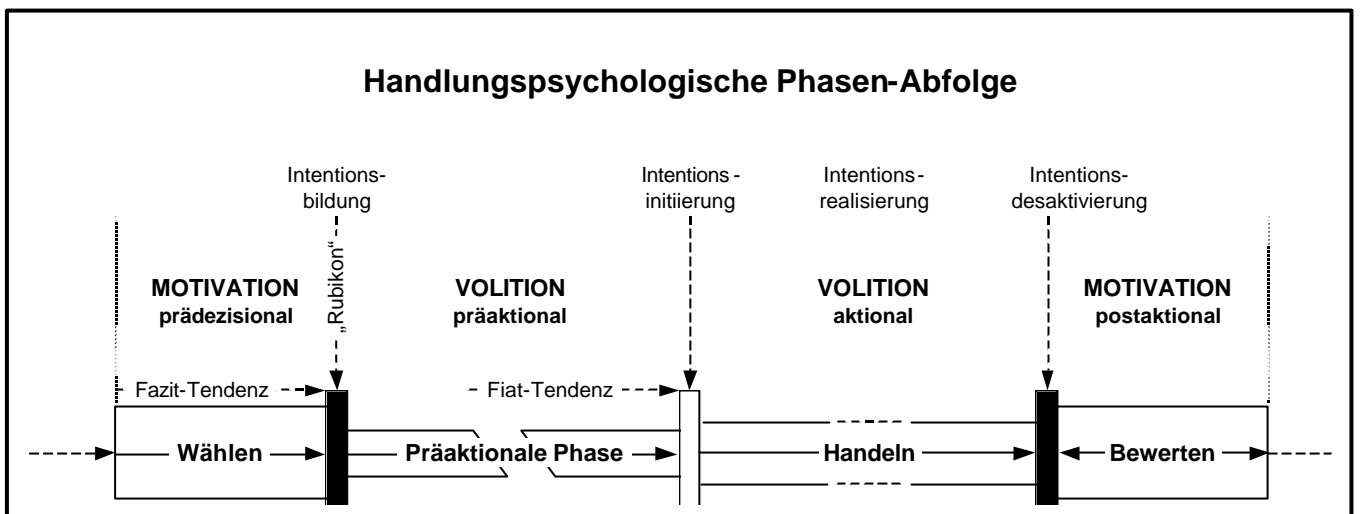 Handlungspsychologische Phasen-Abfolge
Intentions-
bildung
Intentions-
initiierung
Intentions-
realisierung
Intentions-
desaktivierung
„Rubikon“
MOTIVATION
prädezisional
VOLITION
präaktional
VOLITION
aktional
MOTIVATION
postaktional
Fazit-Tendenz
Fiat-Tendenz
Wählen
Präaktionale Phase
Handeln
Bewerten